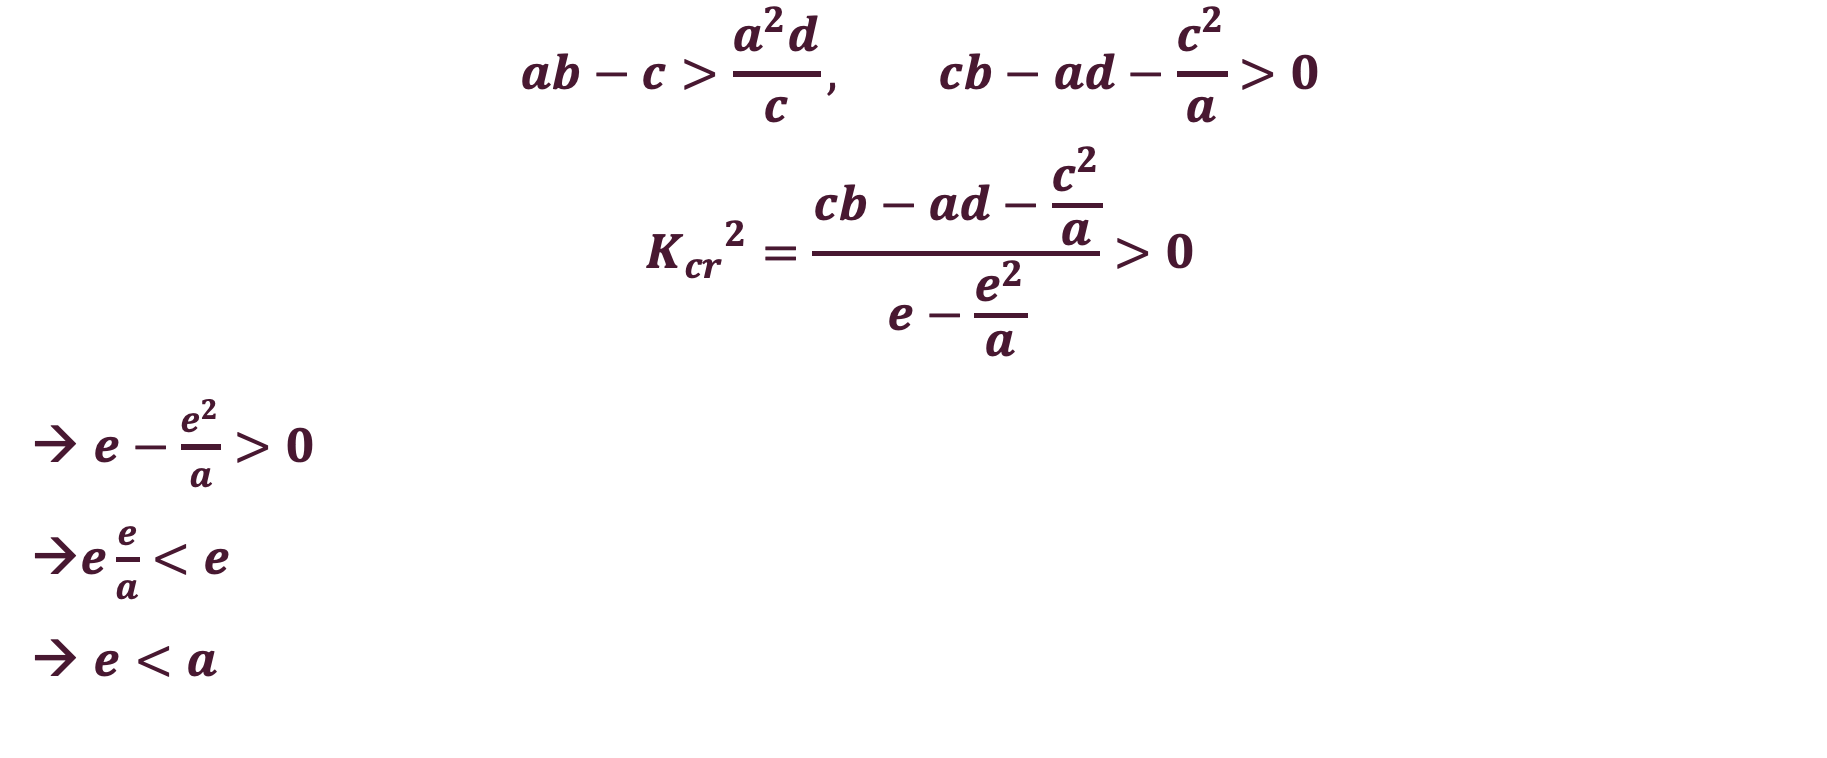 ab − c > a²d/c, cb − ad − c²/a > 0
K_cr² = (cb − ad − c²/a)/(e − e²/a) > 0
→ e − e²/a > 0
→ e e/a < e
→ e < a